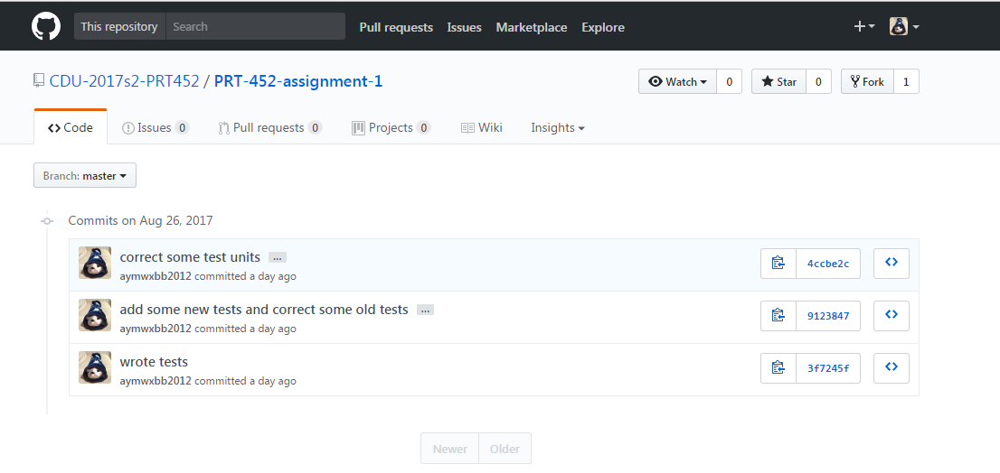 This repository Search Pull requests Issues Marketplace Explore
CDU-2017s2-PRT452 / PRT-452-assignment-1 Watch 0 Star 0 Fork 1
Code Issues 0 Pull requests 0 Projects 0 Wiki Insights
Branch: master
Commits on Aug 26, 2017
correct some test units …
aymwxbb2012 committed a day ago
4ccbe2c
add some new tests and correct some old tests …
aymwxbb2012 committed a day ago
9123847
wrote tests
aymwxbb2012 committed a day ago
3f7245f
Newer Older